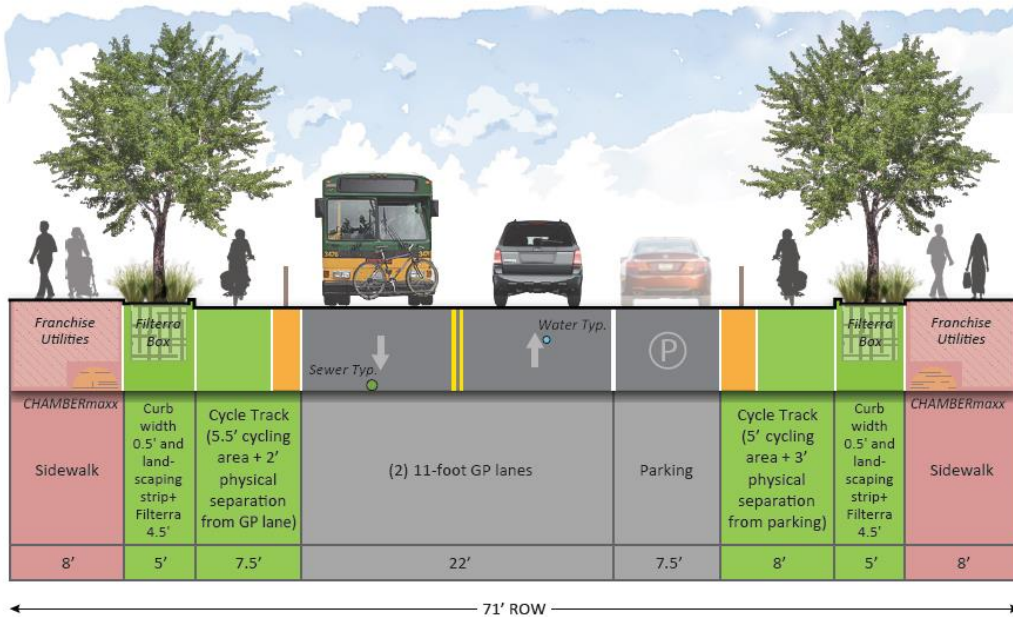 Franchise
Utilities
Filterra
Box
Sewer Typ.
Water Typ.
P
Filterra
Box
Franchise
Utilities
CHAMBERmaxx
Sidewalk
Curb
width
0.5' and
land-
scaping
strip+
Filterra
4.5'
Cycle Track
(5.5' cycling
area + 2'
physical
separation
from GP lane)
(2) 11-foot GP lanes
Parking
Cycle Track
(5' cycling
area + 3'
physical
separation
from parking)
Curb
width
0.5' and
land-
scaping
strip+
Filterra
4.5'
CHAMBERmaxx
Sidewalk
8'
5'
7.5'
22'
7.5'
8'
5'
8'
71' ROW